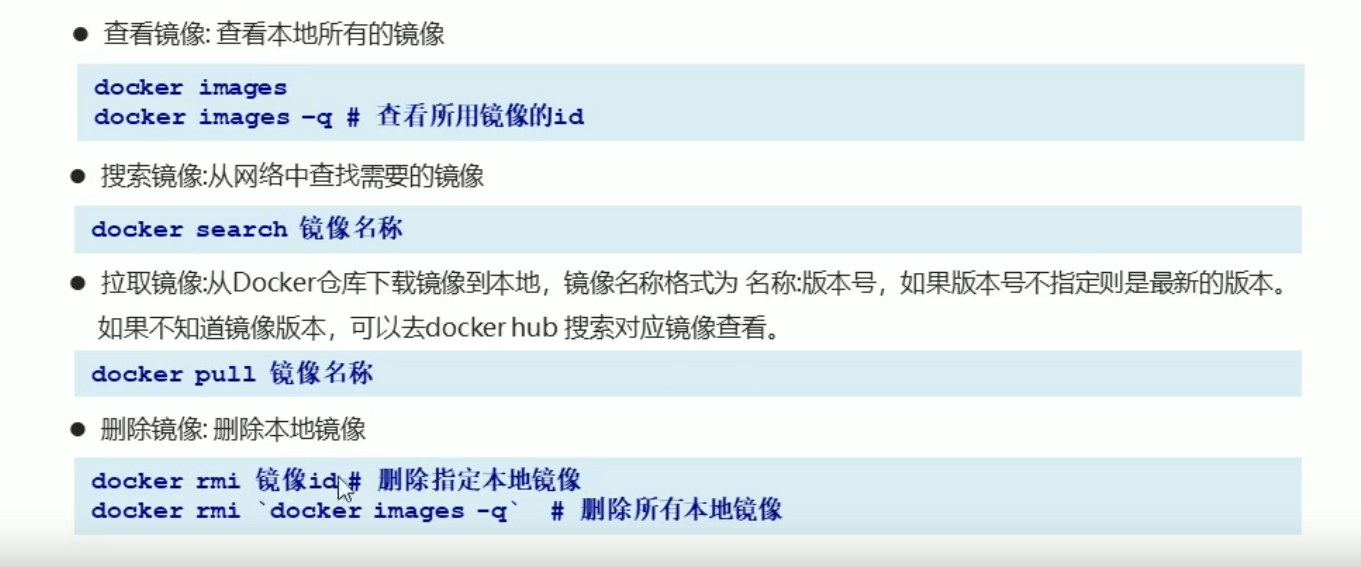 ● 查看镜像: 查看本地所有的镜像
docker images
docker images –q # 查看所用镜像的id
● 搜索镜像:从网络中查找需要的镜像
docker search 镜像名称
● 拉取镜像:从Docker仓库下载镜像到本地，镜像名称格式为 名称:版本号，如果版本号不指定则是最新的版本。
如果不知道镜像版本，可以去docker hub 搜索对应镜像查看。
docker pull 镜像名称
● 删除镜像: 删除本地镜像
docker rmi 镜像id # 删除指定本地镜像
docker rmi `docker images -q` # 删除所有本地镜像